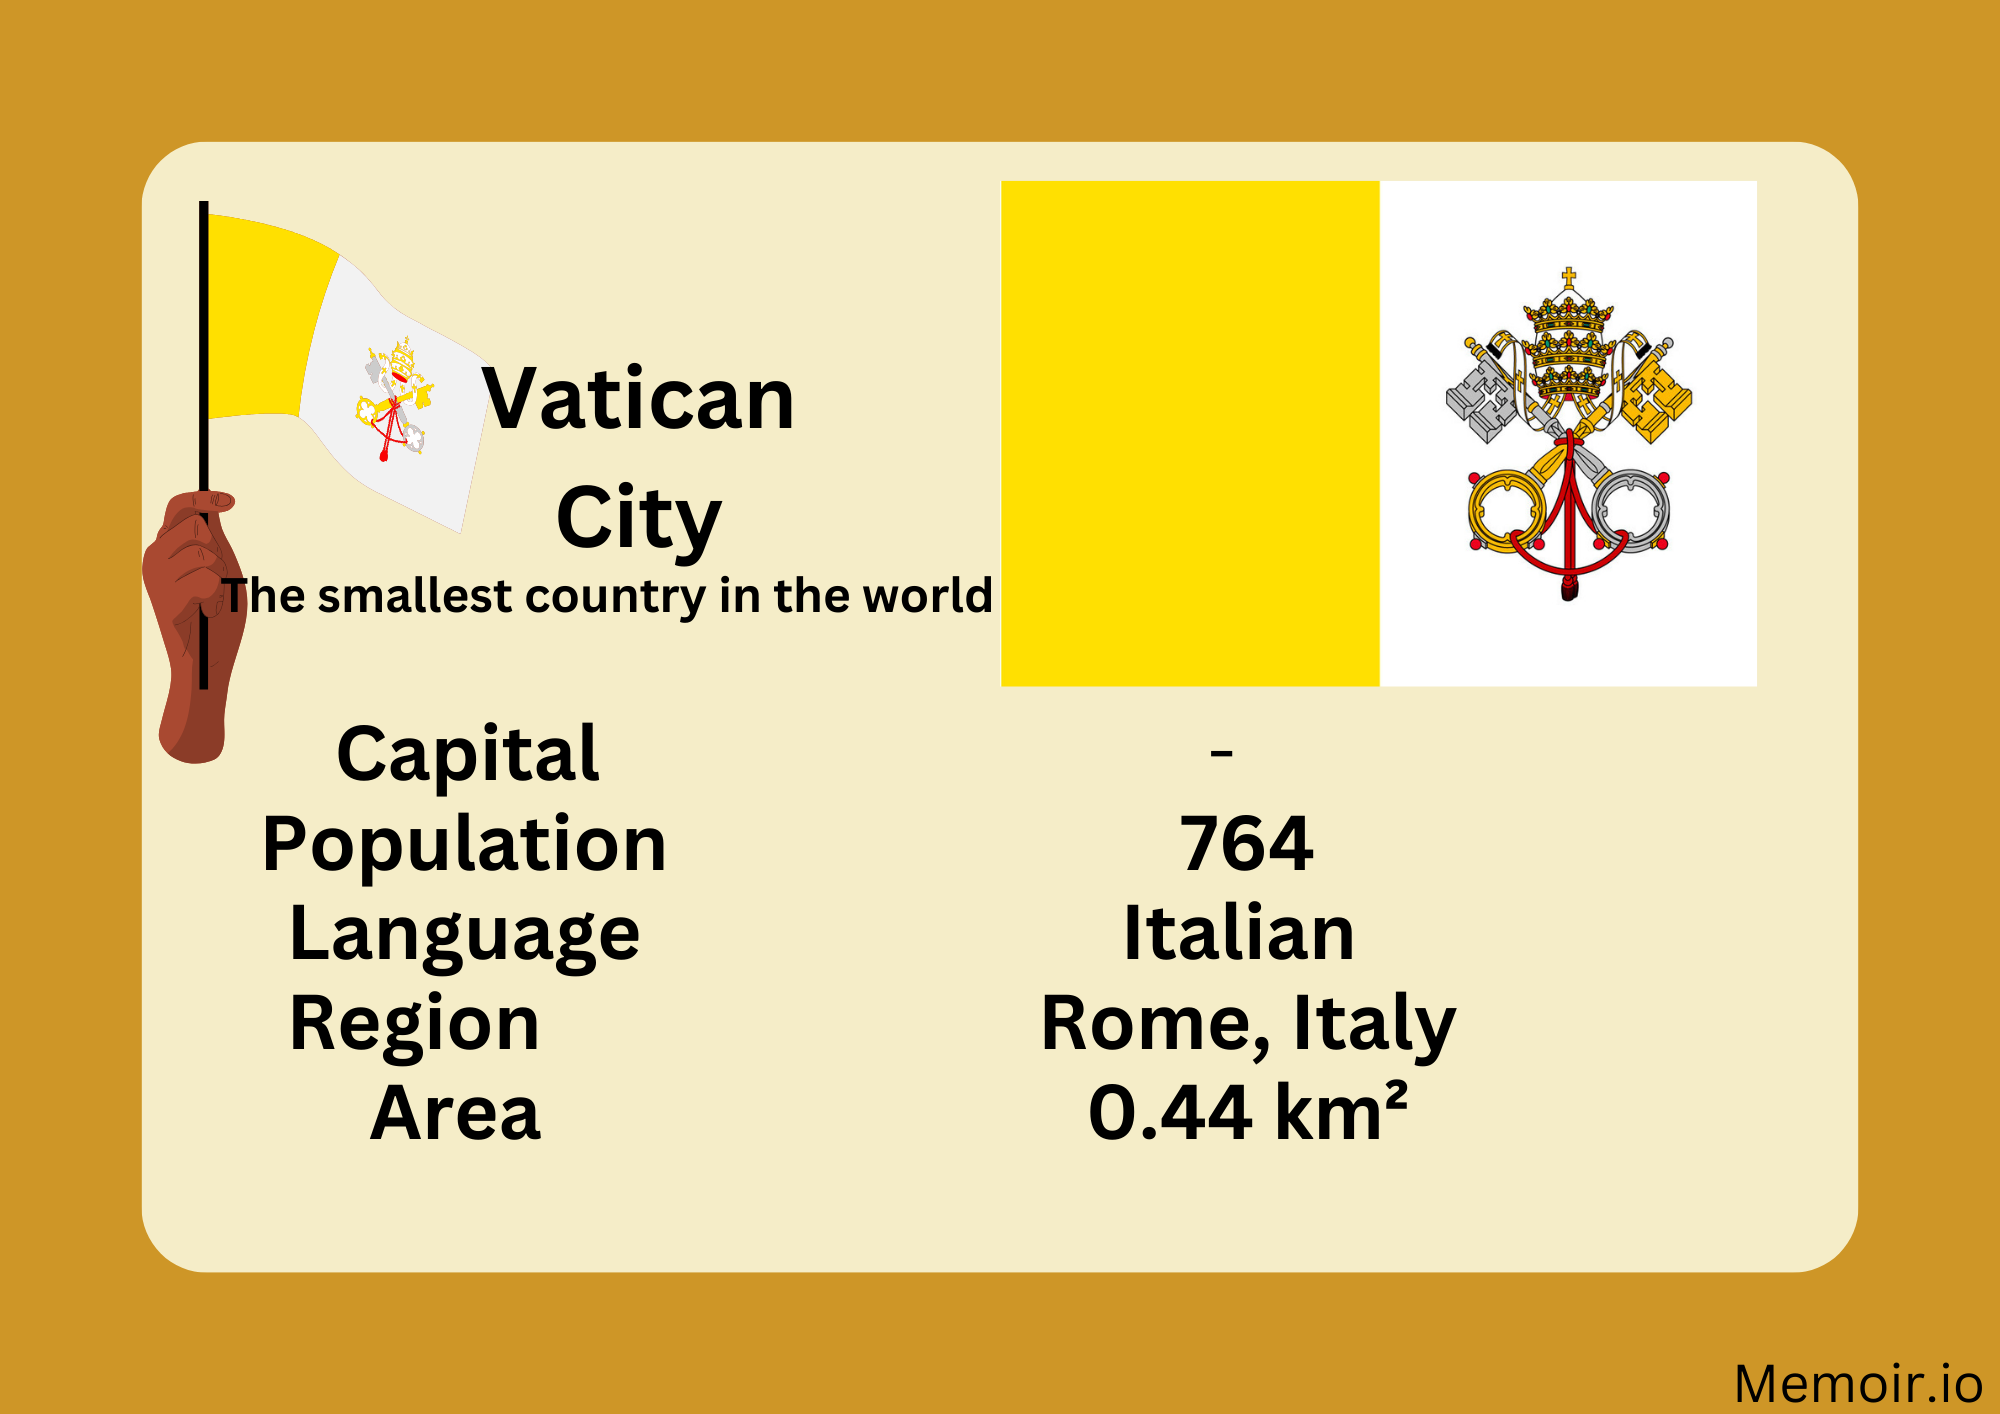 Vatican
City
The smallest country in the world
Capital -
Population 764
Language Italian
Region Rome, Italy
Area 0.44 km²
Memoir.io